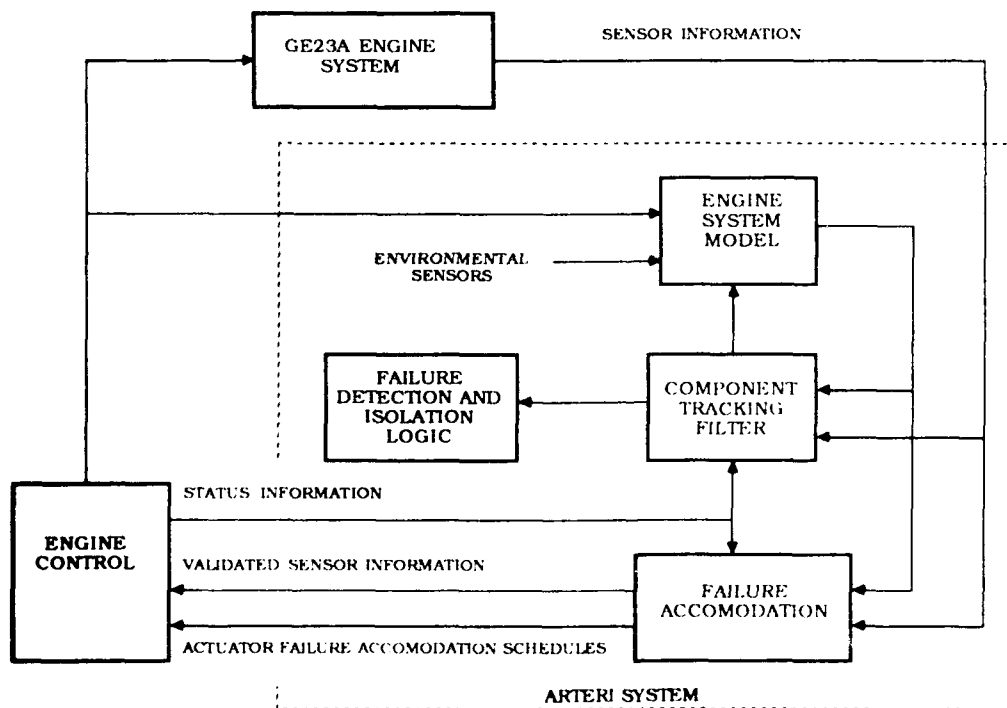 GE23A ENGINE
SYSTEM
SENSOR INFORMATION
ENGINE
SYSTEM
MODEL
ENVIRONMENTAL
SENSORS
FAILURE
DETECTION AND
ISOLATION
LOGIC
COMPONENT
TRACKING
FILTER
STATUS INFORMATION
ENGINE
CONTROL
VALIDATED SENSOR INFORMATION
FAILURE
ACCOMODATION
ACTUATOR FAILURE ACCOMODATION SCHEDULES
ARTERI SYSTEM